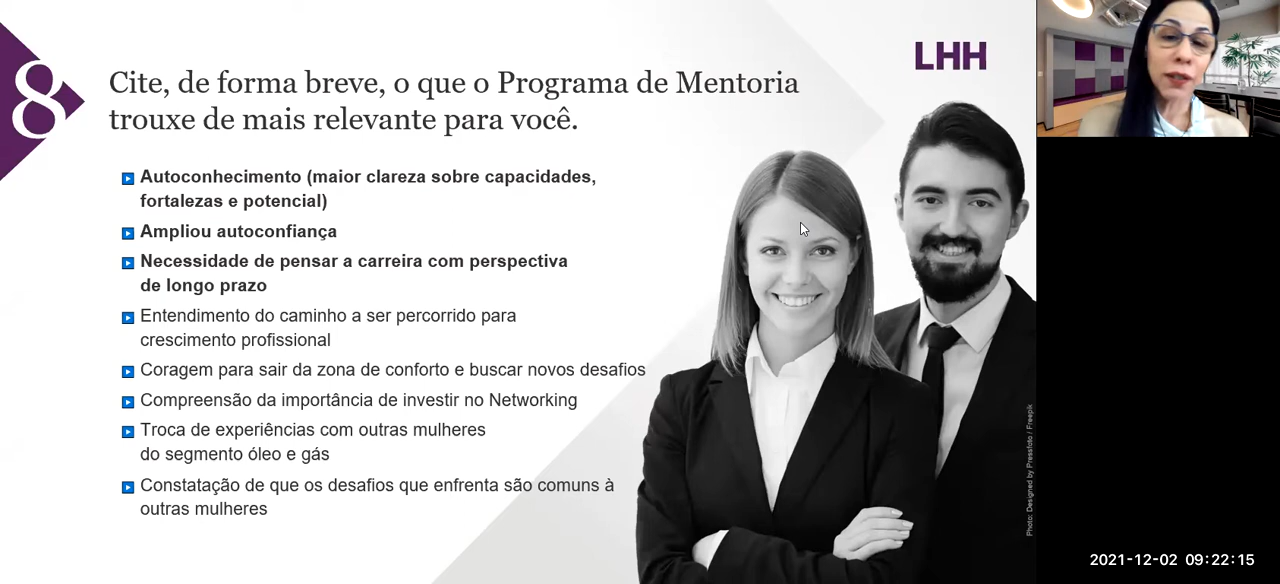 8
Cite, de forma breve, o que o Programa de Mentoria
trouxe de mais relevante para você.
LHH
Autoconhecimento (maior clareza sobre capacidades,
fortalezas e potencial)
Ampliou autoconfiança
Necessidade de pensar a carreira com perspectiva
de longo prazo
Entendimento do caminho a ser percorrido para
crescimento profissional
Coragem para sair da zona de conforto e buscar novos desafios
Compreensão da importância de investir no Networking
Troca de experiências com outras mulheres
do segmento óleo e gás
Constatação de que os desafios que enfrenta são comuns à
outras mulheres
Photo: Designed by Pressfoto / Freepik
2021-12-02 09:22:15